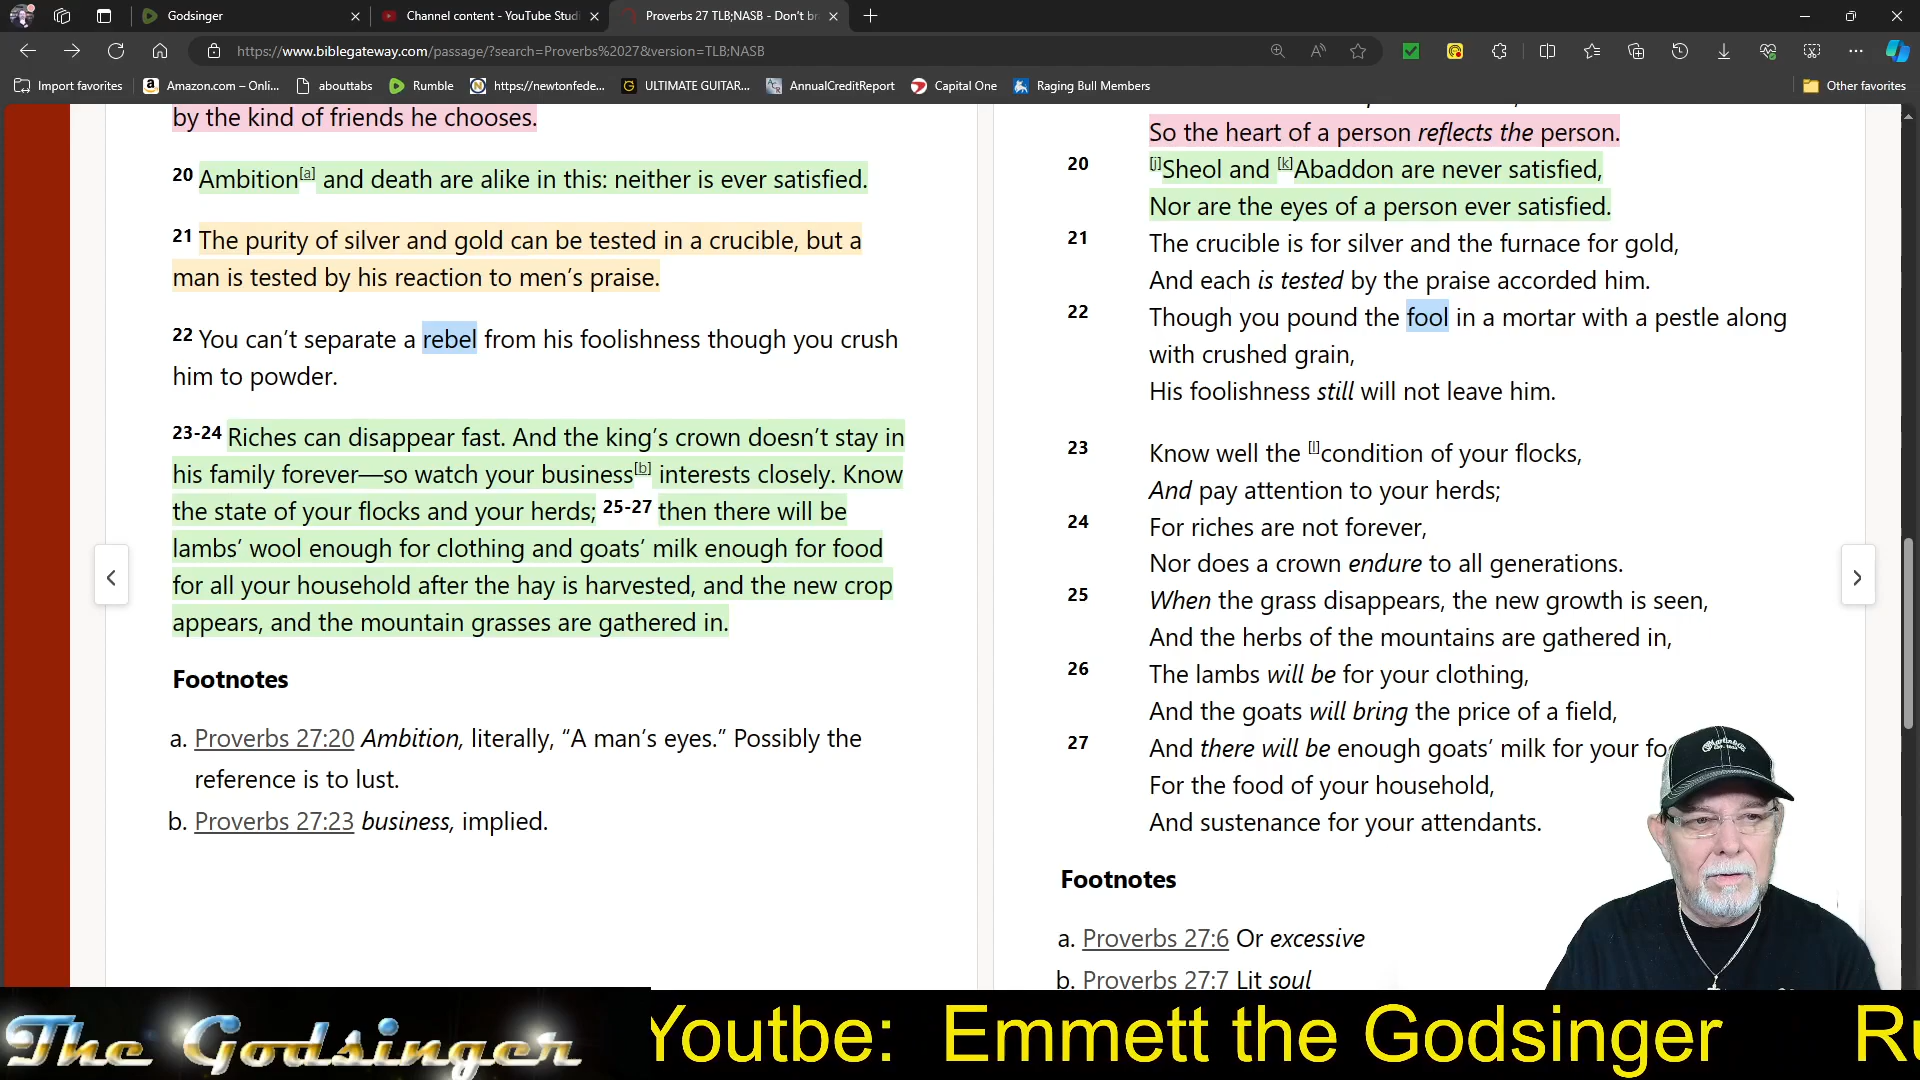 Godsinger
Channel content - YouTube Studi
Proverbs 27 TLB;NASB - Don't br
https://www.biblegateway.com/passage/?search=Proverbs%2027&version=TLB;NASB
Import favorites
Amazon.com – Onli...
abouttabs
Rumble
https://newtonfede...
ULTIMATE GUITAR...
AnnualCreditReport
Capital One
Raging Bull Members
Other favorites
by the kind of friends he chooses.
20 Ambition[a] and death are alike in this: neither is ever satisfied.
21 The purity of silver and gold can be tested in a crucible, but a
man is tested by his reaction to men’s praise.
22 You can’t separate a rebel from his foolishness though you crush
him to powder.
23-24 Riches can disappear fast. And the king’s crown doesn’t stay in
his family forever—so watch your business[b] interests closely. Know
the state of your flocks and your herds; 25-27 then there will be
lambs’ wool enough for clothing and goats’ milk enough for food
for all your household after the hay is harvested, and the new crop
appears, and the mountain grasses are gathered in.
Footnotes
a. Proverbs 27:20 Ambition, literally, “A man’s eyes.” Possibly the
reference is to lust.
b. Proverbs 27:23 business, implied.
So the heart of a person reflects the person.
20 [j]Sheol and [k]Abaddon are never satisfied,
Nor are the eyes of a person ever satisfied.
21 The crucible is for silver and the furnace for gold,
And each is tested by the praise accorded him.
22 Though you pound the fool in a mortar with a pestle along
with crushed grain,
His foolishness still will not leave him.
23 Know well the [l]condition of your flocks,
And pay attention to your herds;
24 For riches are not forever,
Nor does a crown endure to all generations.
25 When the grass disappears, the new growth is seen,
And the herbs of the mountains are gathered in,
26 The lambs will be for your clothing,
And the goats will bring the price of a field,
27 And there will be enough goats’ milk for your fo
For the food of your household,
And sustenance for your attendants.
Footnotes
a. Proverbs 27:6 Or excessive
b. Proverbs 27:7 Lit soul
The Godsinger
Youtbe: Emmett the Godsinger Ru